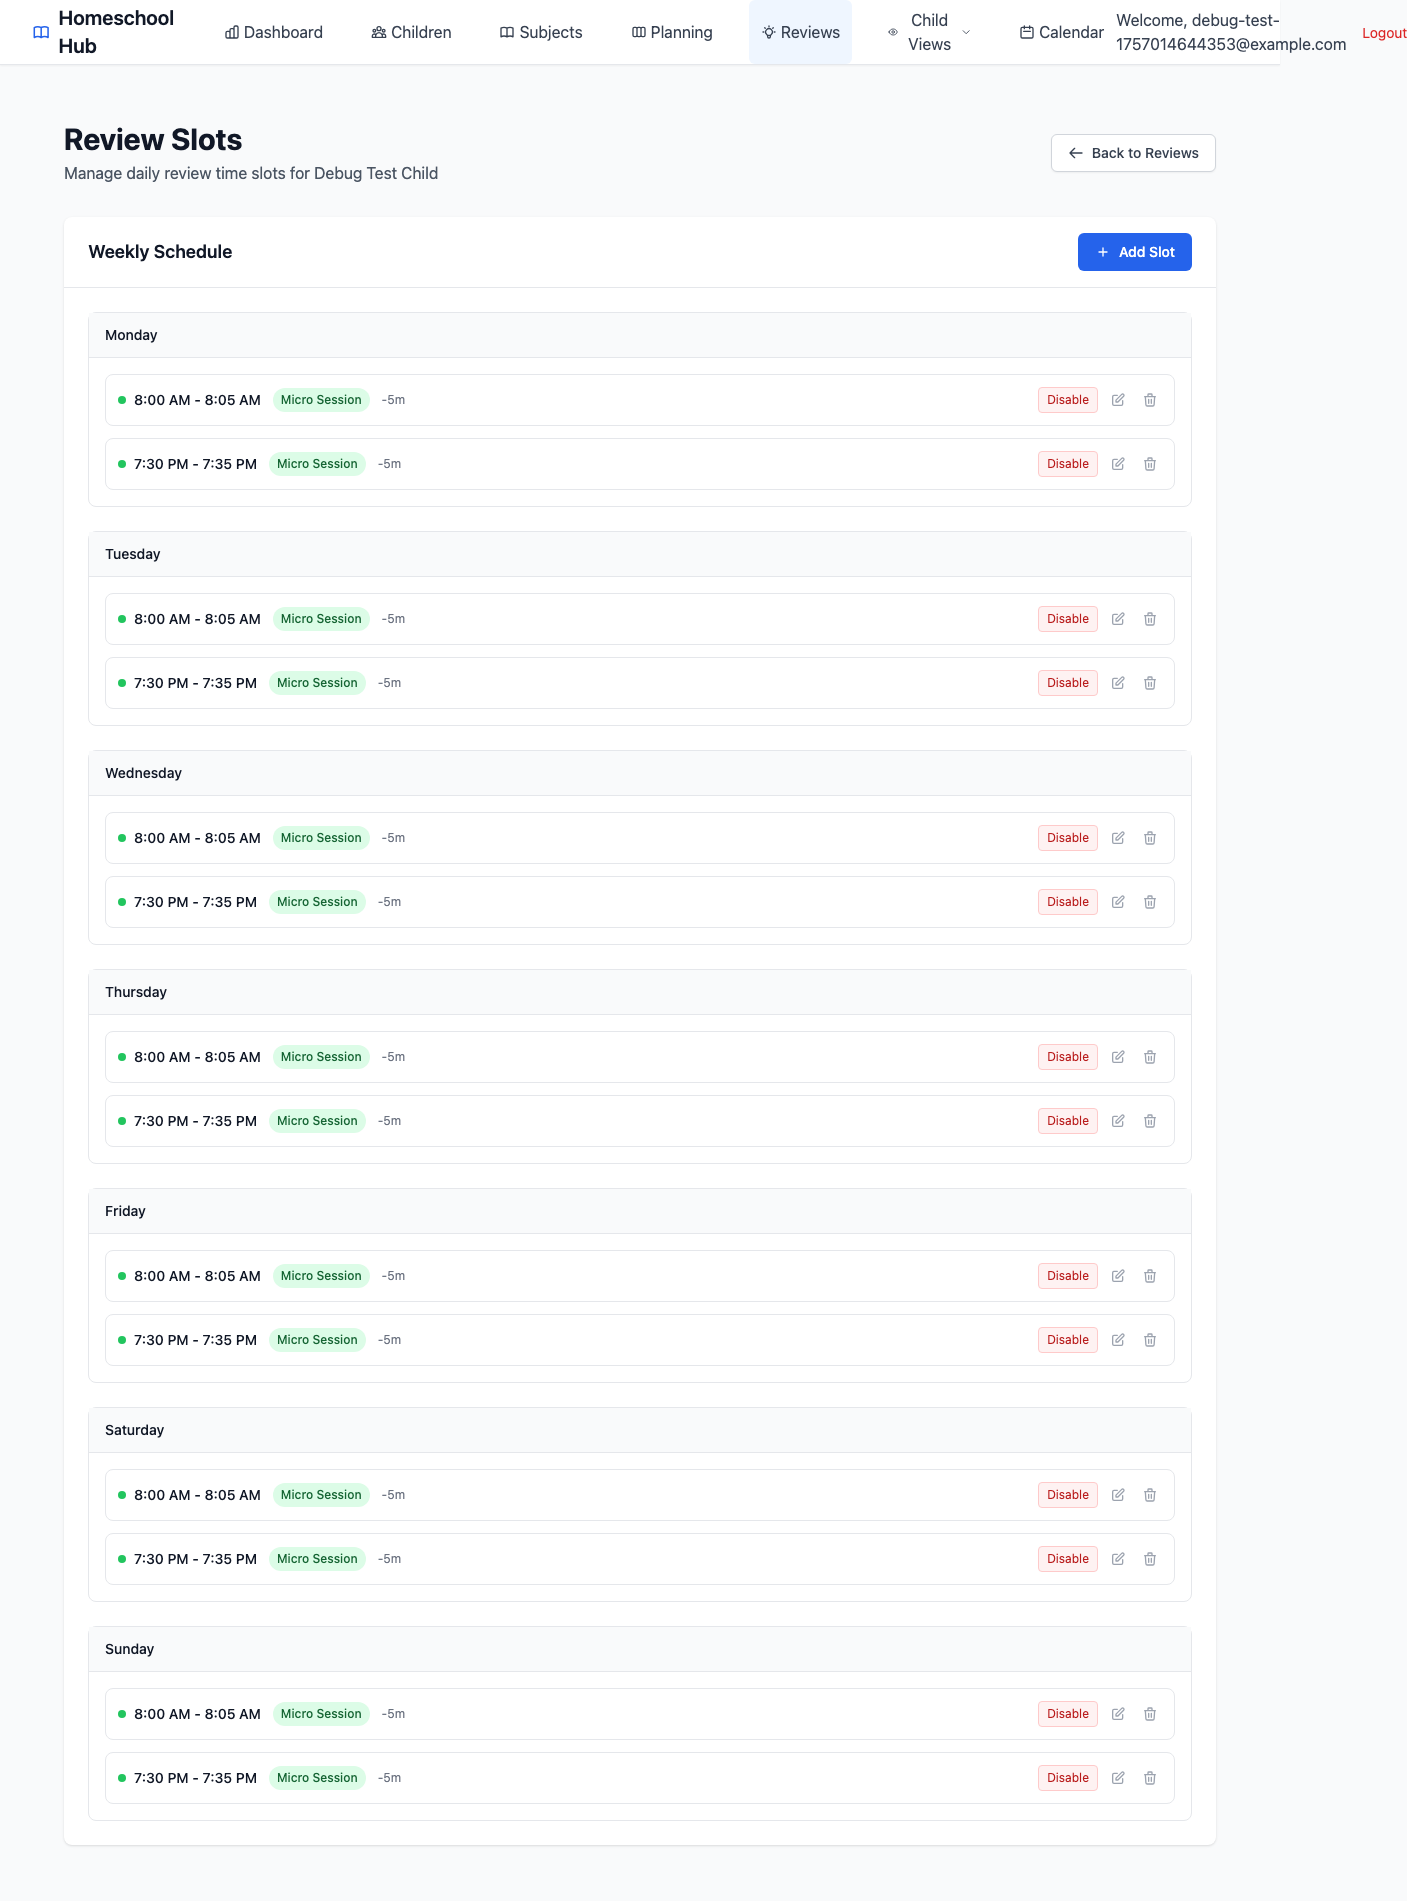 Homeschool
Hub
Dashboard
Children
Subjects
Planning
Reviews
Child
Views
Calendar
Welcome, debug-test-
1757014644353@example.com
Logout
Review Slots
Manage daily review time slots for Debug Test Child
Back to Reviews
Weekly Schedule
+ Add Slot
Monday
8:00 AM - 8:05 AM Micro Session -5m Disable
7:30 PM - 7:35 PM Micro Session -5m Disable
Tuesday
8:00 AM - 8:05 AM Micro Session -5m Disable
7:30 PM - 7:35 PM Micro Session -5m Disable
Wednesday
8:00 AM - 8:05 AM Micro Session -5m Disable
7:30 PM - 7:35 PM Micro Session -5m Disable
Thursday
8:00 AM - 8:05 AM Micro Session -5m Disable
7:30 PM - 7:35 PM Micro Session -5m Disable
Friday
8:00 AM - 8:05 AM Micro Session -5m Disable
7:30 PM - 7:35 PM Micro Session -5m Disable
Saturday
8:00 AM - 8:05 AM Micro Session -5m Disable
7:30 PM - 7:35 PM Micro Session -5m Disable
Sunday
8:00 AM - 8:05 AM Micro Session -5m Disable
7:30 PM - 7:35 PM Micro Session -5m Disable